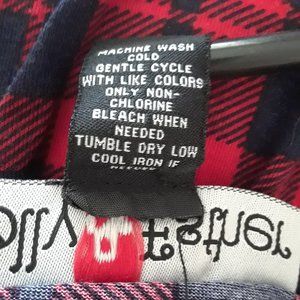 MACHINE WASH
COLD
GENTLE CYCLE
WITH LIKE COLORS
ONLY NON-
CHLORINE
BLEACH WHEN
NEEDED
TUMBLE DRY LOW
COOL IRON IF
NEEDED